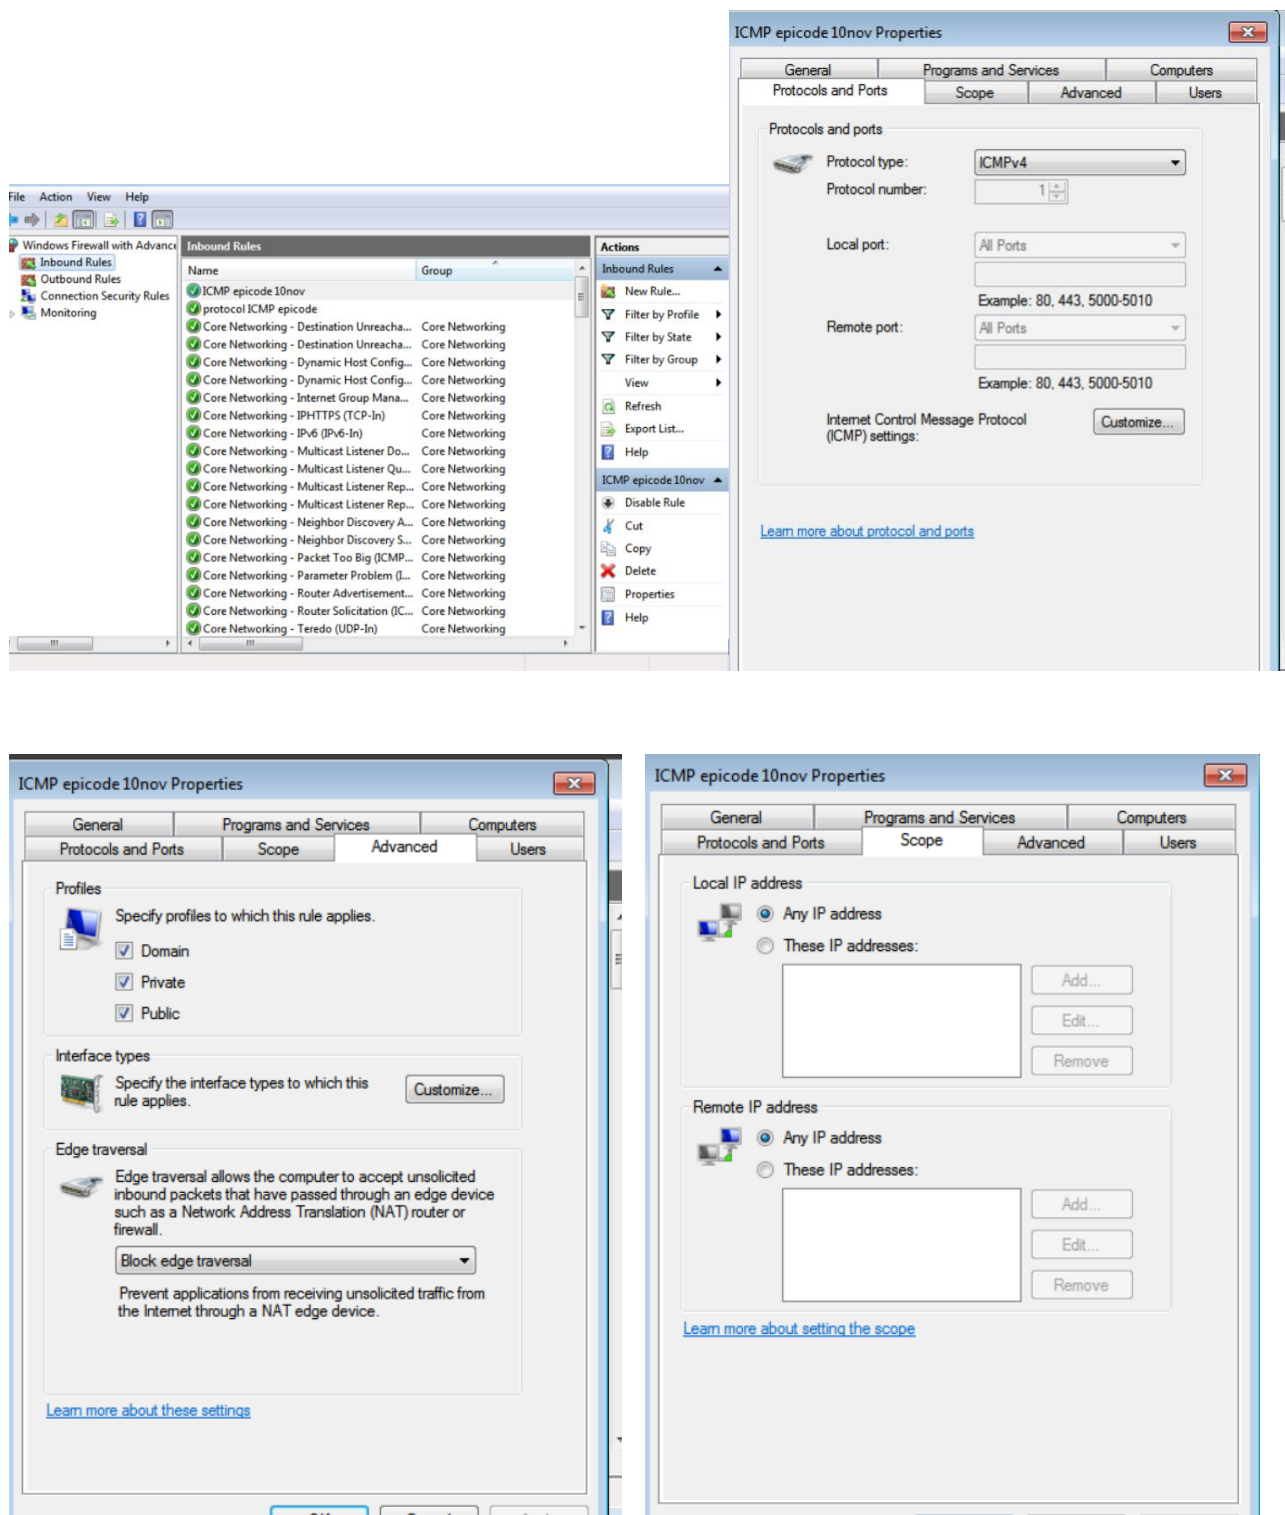 File Action View Help
Windows Firewall with Advance
Inbound Rules
Outbound Rules
Connection Security Rules
Monitoring
Inbound Rules
Name Group
ICMP epicode 10nov
protocol ICMP epicode
Core Networking - Destination Unreacha... Core Networking
Core Networking - Destination Unreacha... Core Networking
Core Networking - Dynamic Host Config... Core Networking
Core Networking - Dynamic Host Config... Core Networking
Core Networking - Internet Group Mana... Core Networking
Core Networking - IPHTTPS (TCP-In) Core Networking
Core Networking - IPv6 (IPv6-In) Core Networking
Core Networking - Multicast Listener Do... Core Networking
Core Networking - Multicast Listener Qu... Core Networking
Core Networking - Multicast Listener Rep... Core Networking
Core Networking - Multicast Listener Rep... Core Networking
Core Networking - Neighbor Discovery A... Core Networking
Core Networking - Neighbor Discovery S... Core Networking
Core Networking - Packet Too Big (ICMP... Core Networking
Core Networking - Parameter Problem (I... Core Networking
Core Networking - Router Advertisement... Core Networking
Core Networking - Router Solicitation (IC... Core Networking
Core Networking - Teredo (UDP-In) Core Networking
Actions
Inbound Rules
New Rule...
Filter by Profile
Filter by State
Filter by Group
View
Refresh
Export List...
Help
ICMP epicode 10nov
Disable Rule
Cut
Copy
Delete
Properties
Help
ICMP epicode 10nov Properties
General Programs and Services Computers
Protocols and Ports Scope Advanced Users
Protocols and ports
Protocol type: ICMPv4
Protocol number: 1
Local port: All Ports
Example: 80, 443, 5000-5010
Remote port: All Ports
Example: 80, 443, 5000-5010
Internet Control Message Protocol
(ICMP) settings:
Customize...
Learn more about protocol and ports
ICMP epicode 10nov Properties
General Programs and Services Computers
Protocols and Ports Scope Advanced Users
Profiles
Specify profiles to which this rule applies.
Domain
Private
Public
Interface types
Specify the interface types to which this
rule applies.
Customize...
Edge traversal
Edge traversal allows the computer to accept unsolicited
inbound packets that have passed through an edge device
such as a Network Address Translation (NAT) router or
firewall.
Block edge traversal
Prevent applications from receiving unsolicited traffic from
the Internet through a NAT edge device.
Learn more about these settings
ICMP epicode 10nov Properties
General Programs and Services Computers
Protocols and Ports Scope Advanced Users
Local IP address
Any IP address
These IP addresses:
Add...
Edit...
Remove
Remote IP address
Any IP address
These IP addresses:
Add...
Edit...
Remove
Learn more about setting the scope